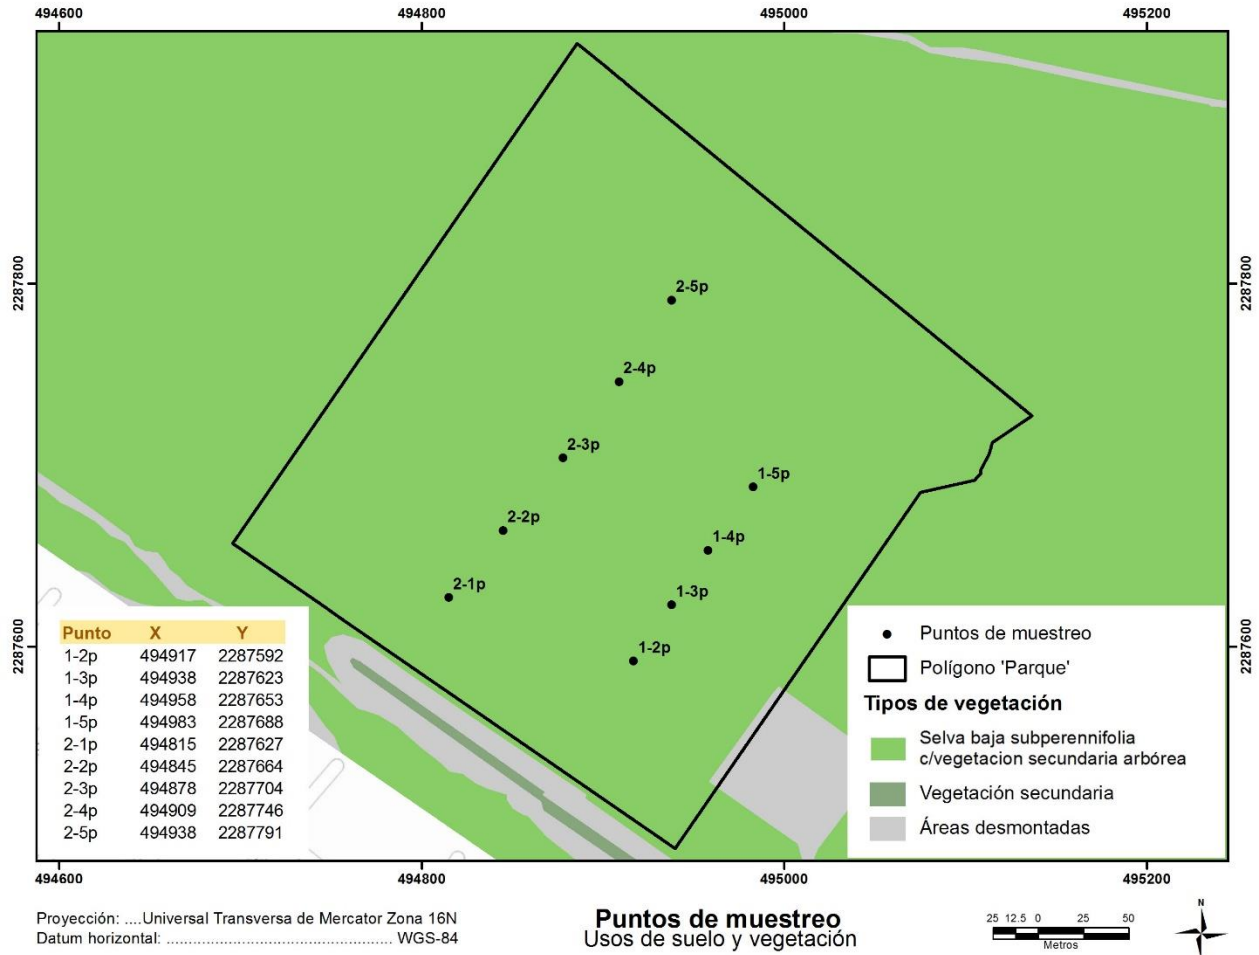 494600 494800 495000 495200
2287800 2287800
2-5p
2-4p
2-3p
1-5p
2-2p
1-4p
2-1p
1-3p
1-2p
2287600 2287600
Punto X Y
1-2p 494917 2287592
1-3p 494938 2287623
1-4p 494958 2287653
1-5p 494983 2287688
2-1p 494815 2287627
2-2p 494845 2287664
2-3p 494878 2287704
2-4p 494909 2287746
2-5p 494938 2287791
Puntos de muestreo
Polígono 'Parque'
Tipos de vegetación
Selva baja subperennifolia
c/vegetacion secundaria arbórea
Vegetación secundaria
Áreas desmontadas
494600 494800 495000 495200
Proyección: ....Universal Transversa de Mercator Zona 16N
Datum horizontal: .................................................. WGS-84
Puntos de muestreo
Usos de suelo y vegetación
25 12.5 0 25 50
Metros
N